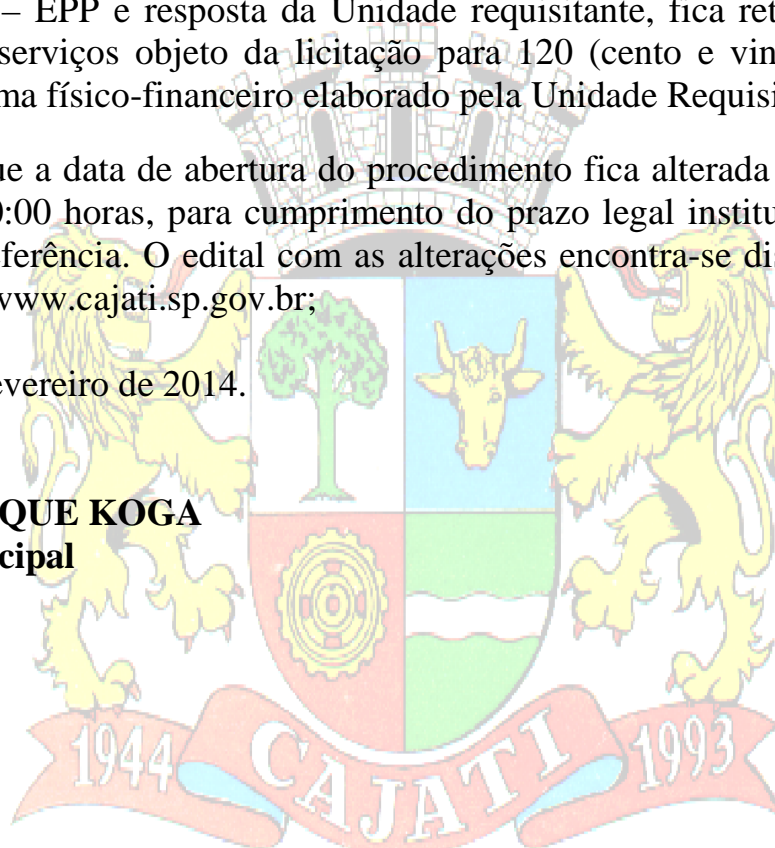 – EPP e resposta da Unidade requisitante, fica ret
serviços objeto da licitação para 120 (cento e vin
ma físico-financeiro elaborado pela Unidade Requisi
ue a data de abertura do procedimento fica alterada
0:00 horas, para cumprimento do prazo legal institu
eferência. O edital com as alterações encontra-se dis
www.cajati.sp.gov.br;
evereiro de 2014.
QUE KOGA
cipal
1944 CAJATI 1993